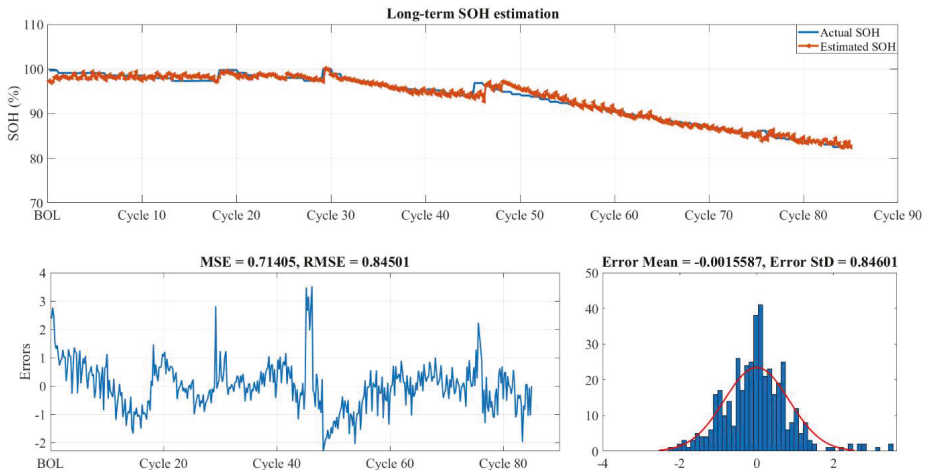 Long-term SOH estimation
110
100
90
80
70
SOH (%)
Actual SOH
Estimated SOH
BOL Cycle 10 Cycle 20 Cycle 30 Cycle 40 Cycle 50 Cycle 60 Cycle 70 Cycle 80 Cycle 90
MSE = 0.71405, RMSE = 0.84501
4
3
2
1
0
-1
-2
Errors
BOL Cycle 20 Cycle 40 Cycle 60 Cycle 80
Error Mean = -0.0015587, Error StD = 0.84601
50
40
30
20
10
0
-4 -2 0 2